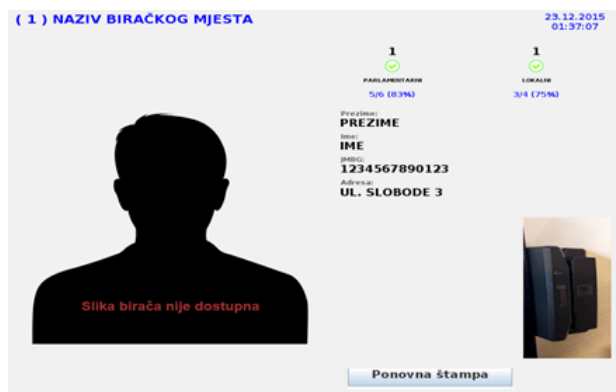 ( 1 ) NAZIV BIRAČKOG MJESTA
23.12.2015
01:37:07
1
PARLAMENTARNI
5/6 (83%)
1
LOKALNI
3/4 (75%)
Prezime:
PREZIME
Ime:
IME
JMBG:
1234567890123
Adresa:
UL. SLOBODE 3
Slika birača nije dostupna
Ponovna štampa